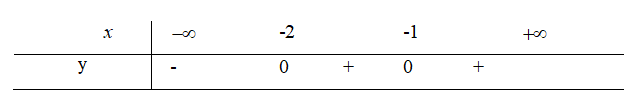 x −∞ -2 -1 +∞
y - 0 + 0 +